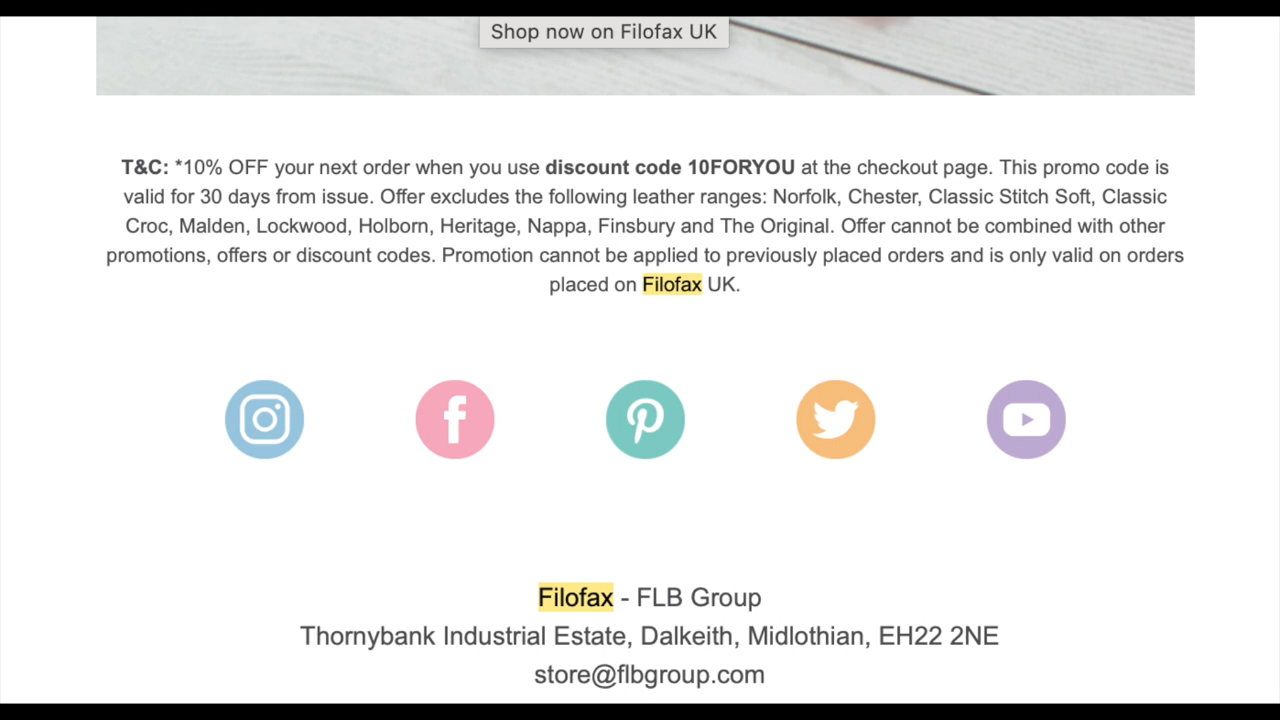 Shop now on Filofax UK
T&C: *10% OFF your next order when you use discount code 10FORYOU at the checkout page. This promo code is
valid for 30 days from issue. Offer excludes the following leather ranges: Norfolk, Chester, Classic Stitch Soft, Classic
Croc, Malden, Lockwood, Holborn, Heritage, Nappa, Finsbury and The Original. Offer cannot be combined with other
promotions, offers or discount codes. Promotion cannot be applied to previously placed orders and is only valid on orders
placed on Filofax UK.
Filofax - FLB Group
Thornybank Industrial Estate, Dalkeith, Midlothian, EH22 2NE
store@flbgroup.com